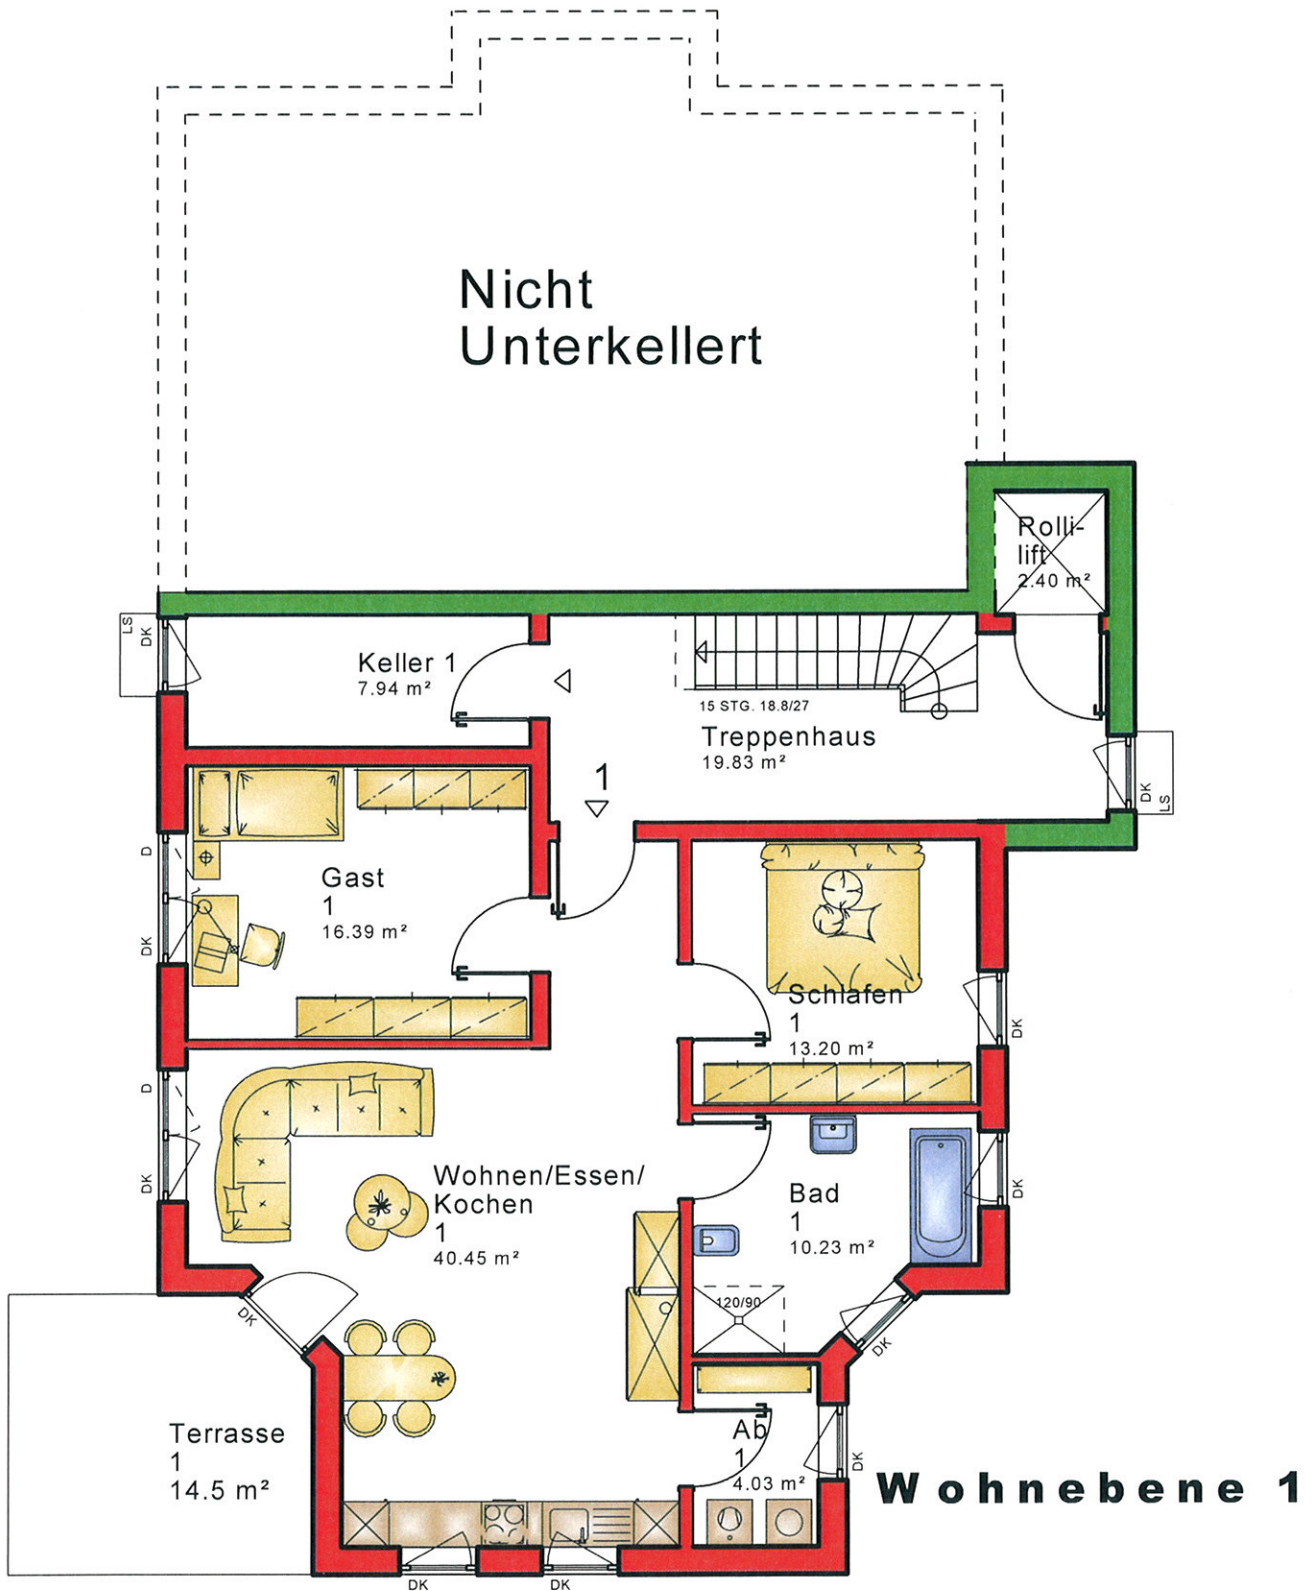 Nicht
Unterkellert
Rolli-
lift
2.40 m²
LS
DK
Keller 1
7.94 m²
15 STG. 18.8/27
Treppenhaus
19.83 m²
DK
LS
1
D
DK
Gast
1
16.39 m²
Schlafen
1
13.20 m²
DK
D
DK
Wohnen/Essen/
Kochen
1
40.45 m²
Bad
1
10.23 m²
DK
120/90
DK
DK
Terrasse
1
14.5 m²
Ab
1
4.03 m²
DK
Wohnebene 1
DK
DK